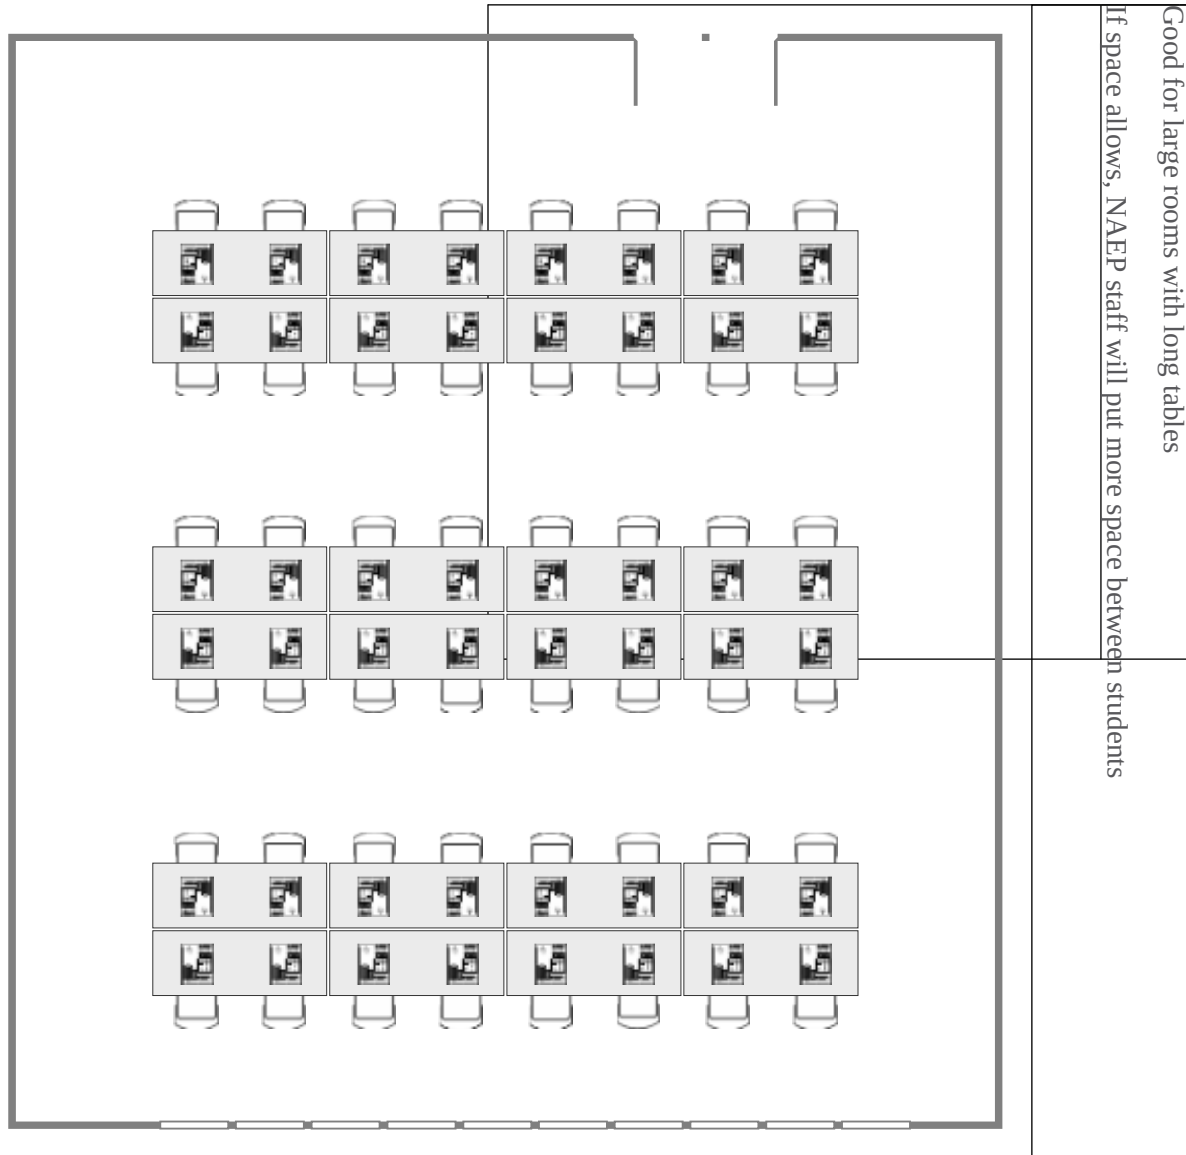 Good for large rooms with long tables
If space allows, NAEP staff will put more space between students